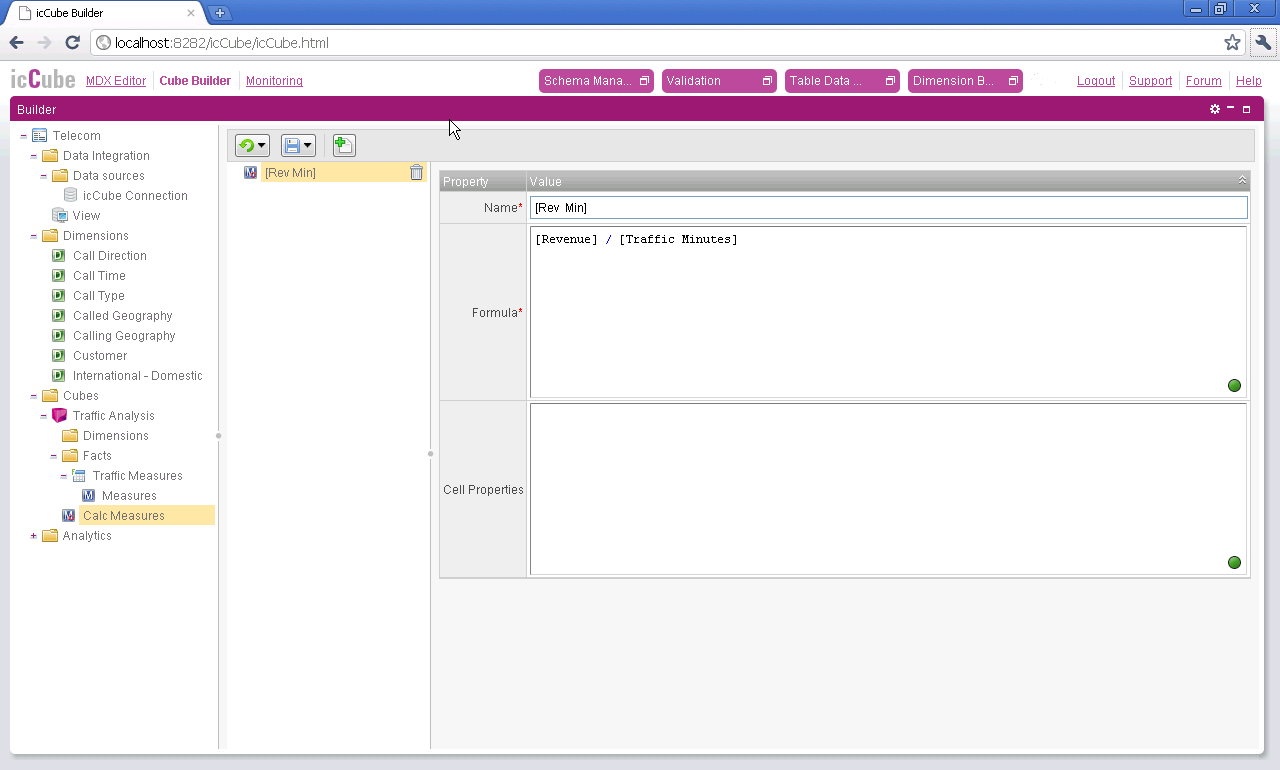 icCube Builder
localhost:8282/icCube/icCube.html
icCube MDX Editor Cube Builder Monitoring Schema Mana... Validation Table Data ... Dimension B... Logout Support Forum Help
Builder
Telecom
Data Integration
Data sources
icCube Connection
View
Dimensions
Call Direction
Call Time
Call Type
Called Geography
Calling Geography
Customer
International - Domestic
Cubes
Traffic Analysis
Dimensions
Facts
Traffic Measures
Measures
Calc Measures
Analytics
[Rev Min]
Property Value
Name* [Rev Min]
Formula* [Revenue] / [Traffic Minutes]
Cell Properties